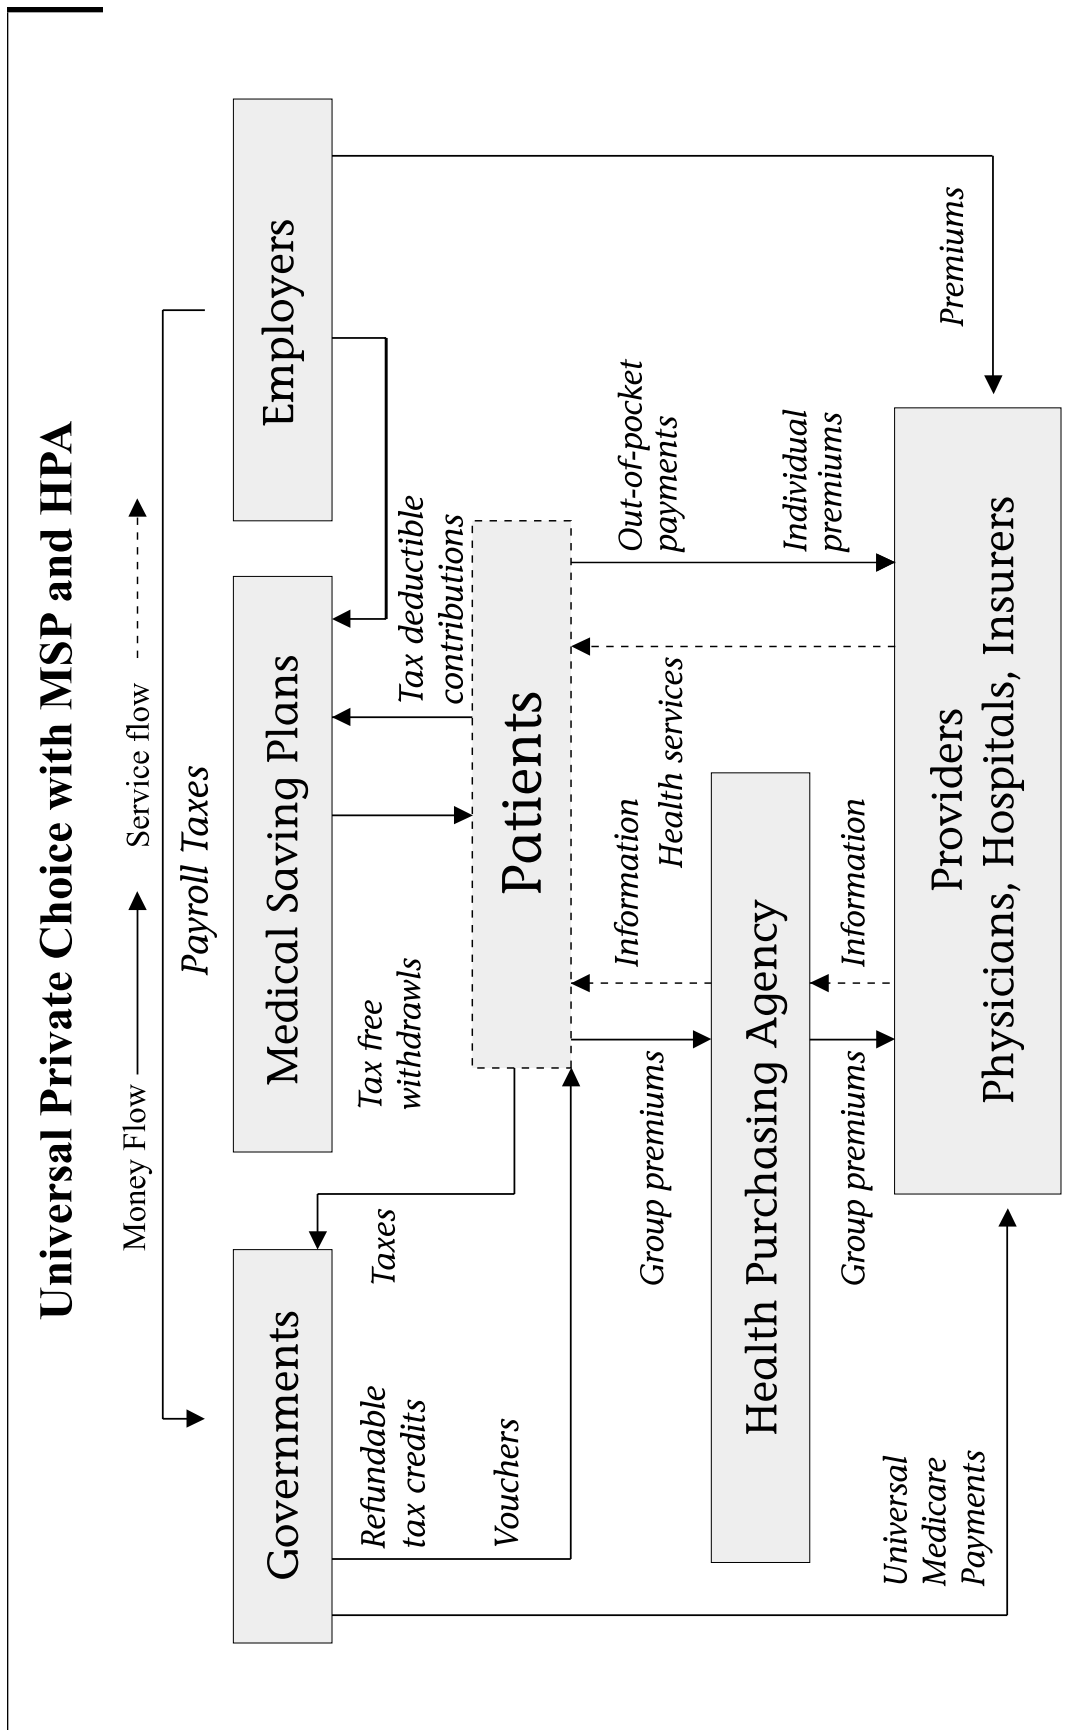 Universal Private Choice with MSP and HPA
Money Flow
Service flow
Payroll Taxes
Governments
Medical Saving Plans
Employers
Taxes
Refundable
tax credits
Vouchers
Tax free
withdrawls
Tax deductible
contributions
Patients
Group premiums
Information
Health services
Out-of-pocket
payments
Health Purchasing Agency
Group premiums
Information
Individual
premiums
Universal
Medicare
Payments
Premiums
Providers
Physicians, Hospitals, Insurers